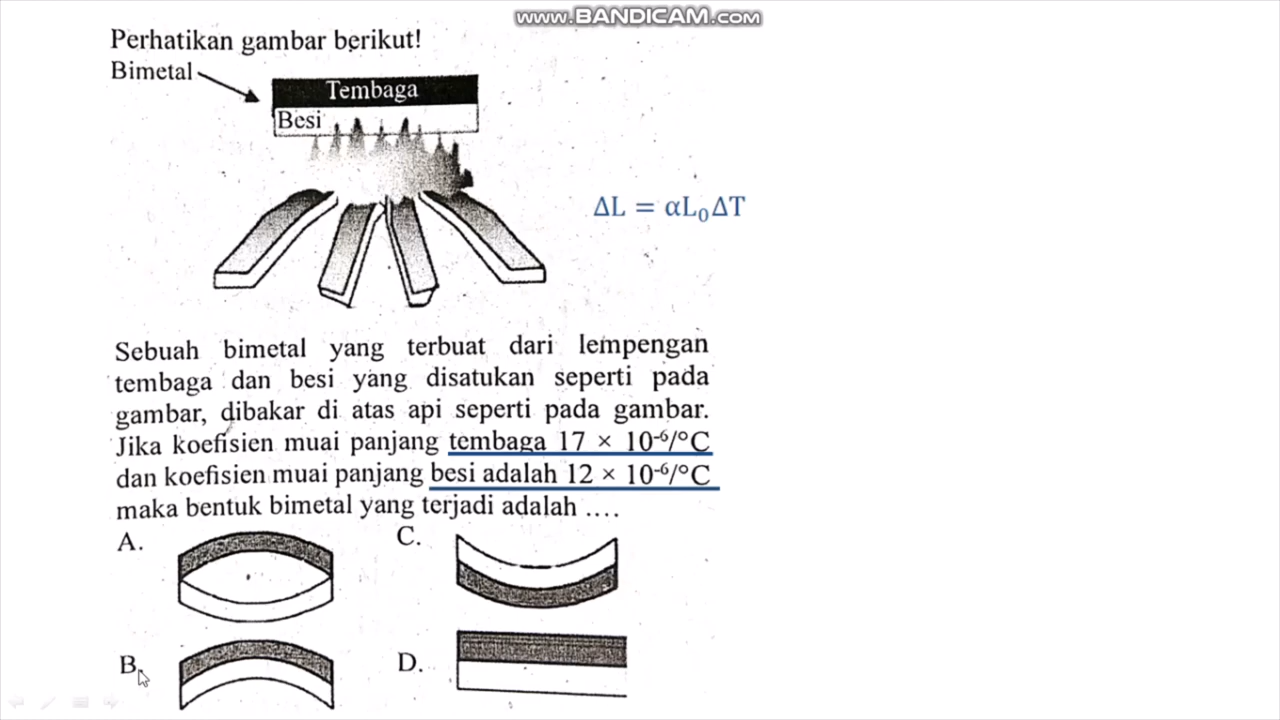 www.BANDICAM.com
Perhatikan gambar berikut!
Bimetal
Tembaga
Besi
ΔL = αL₀ΔT
Sebuah bimetal yang terbuat dari lempengan
tembaga dan besi yang disatukan seperti pada
gambar, dibakar di atas api seperti pada gambar.
Jika koefisien muai panjang tembaga 17 × 10⁻⁶/°C
dan koefisien muai panjang besi adalah 12 × 10⁻⁶/°C
maka bentuk bimetal yang terjadi adalah ....
A.
C.
B.
D.